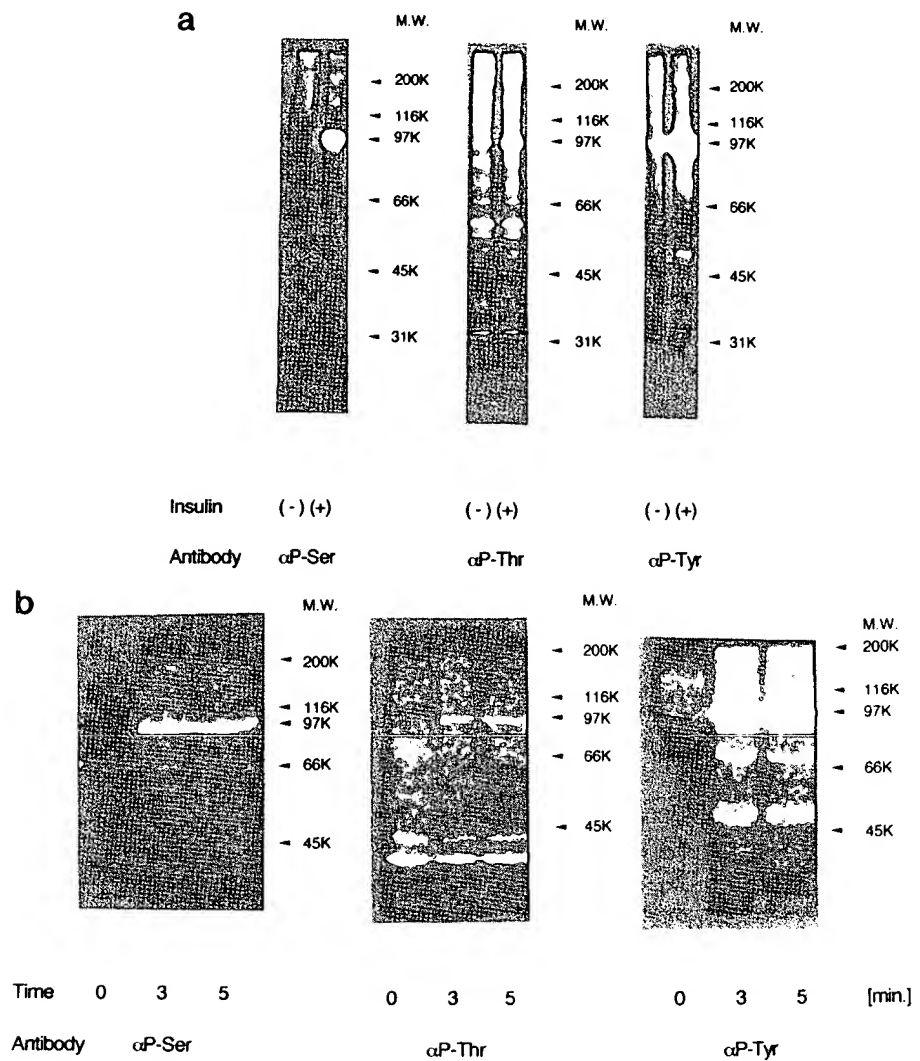 a
M.W. M.W. M.W.
200K 200K 200K
116K 116K 116K
97K 97K 97K
66K 66K 66K
45K 45K 45K
31K 31K 31K
Insulin (-) (+) (-) (+) (-) (+)
Antibody αP-Ser αP-Thr αP-Tyr
b
M.W. M.W. M.W.
200K 200K 200K
116K 116K 116K
97K 97K 97K
66K 66K 66K
45K 45K 45K
Time 0 3 5 0 3 5 0 3 5 [min.]
Antibody αP-Ser αP-Thr αP-Tyr